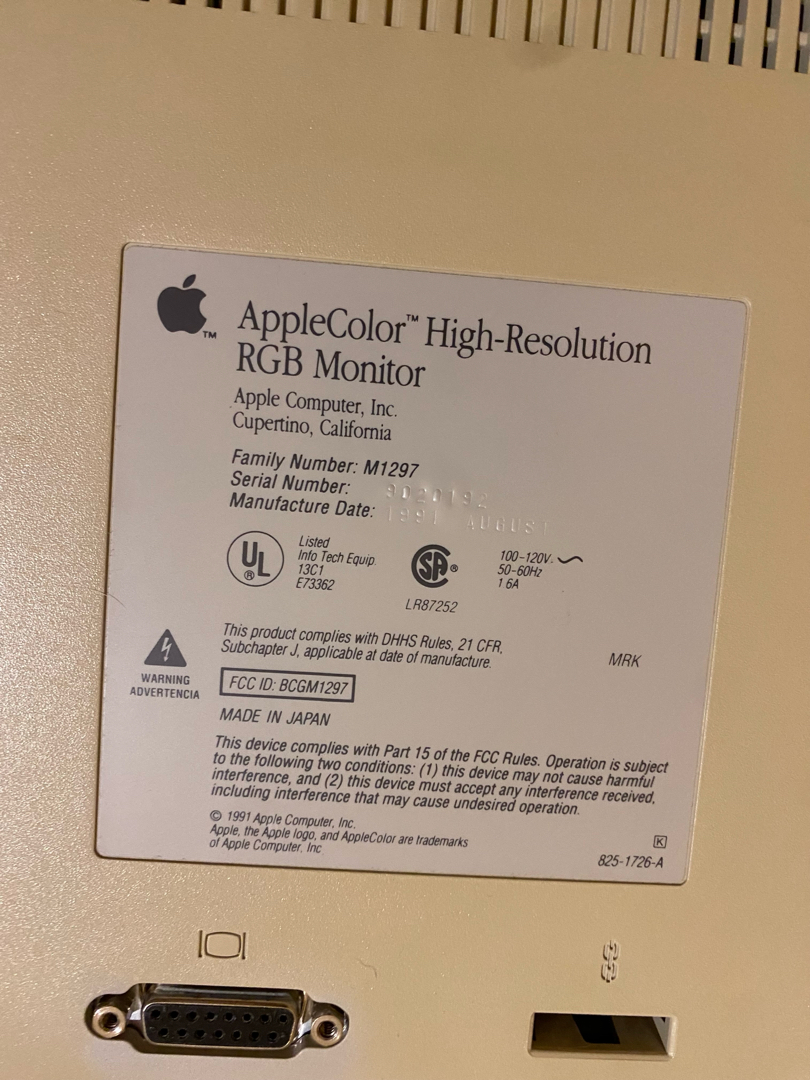 AppleColor™ High-Resolution
RGB Monitor
™
Apple Computer, Inc.
Cupertino, California
Family Number: M1297
Serial Number:
Manufacture Date: 1991 AUGUST
UL
®
Listed
Info Tech Equip.
13C1
E73362
SA®
LR87252
100-120V.
50-60Hz
1 6A
This product complies with DHHS Rules, 21 CFR,
Subchapter J, applicable at date of manufacture.
MRK
WARNING
ADVERTENCIA
FCC ID: BCGM1297
MADE IN JAPAN
This device complies with Part 15 of the FCC Rules. Operation is subject
to the following two conditions: (1) this device may not cause harmful
interference, and (2) this device must accept any interference received,
including interference that may cause undesired operation.
© 1991 Apple Computer, Inc.
Apple, the Apple logo, and AppleColor are trademarks
of Apple Computer, Inc.
K
825-1726-A